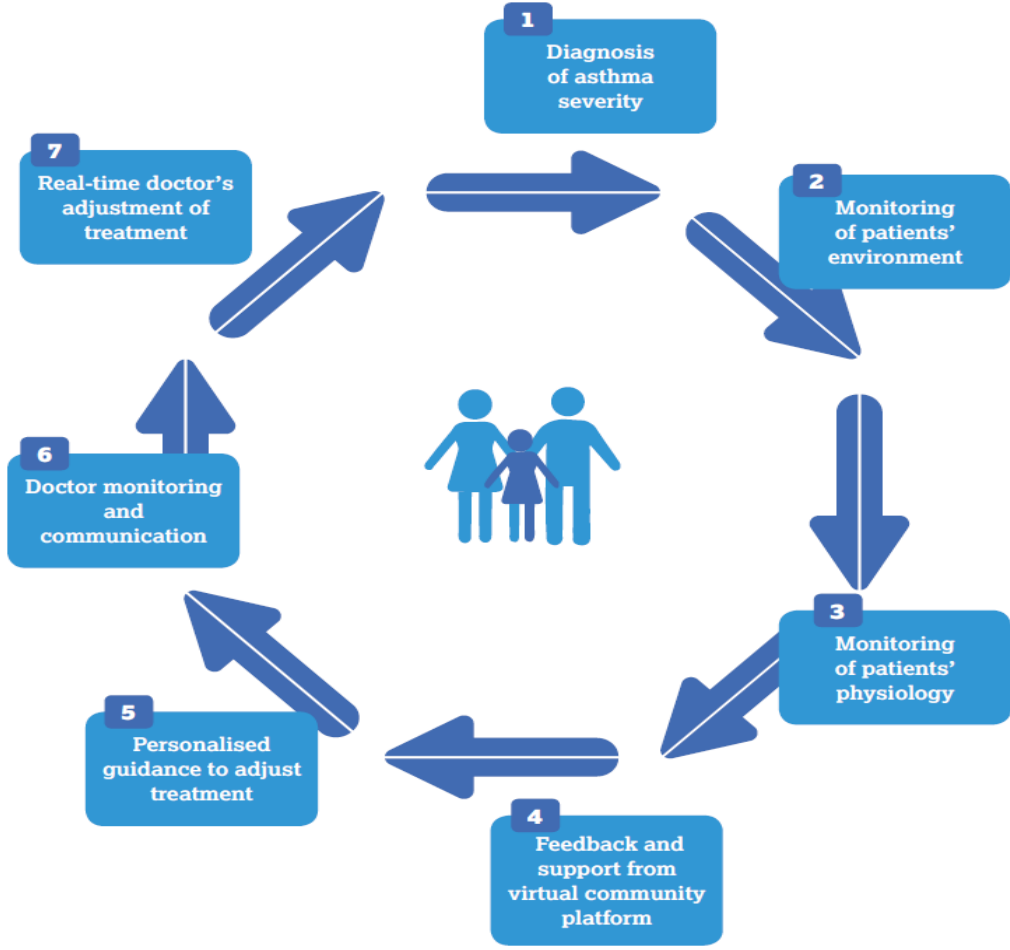 1
Diagnosis
of asthma
severity
2
Monitoring
of patients’
environment
3
Monitoring
of patients’
physiology
4
Feedback and
support from
virtual community
platform
5
Personalised
guidance to adjust
treatment
6
Doctor monitoring
and
communication
7
Real-time doctor’s
adjustment of
treatment